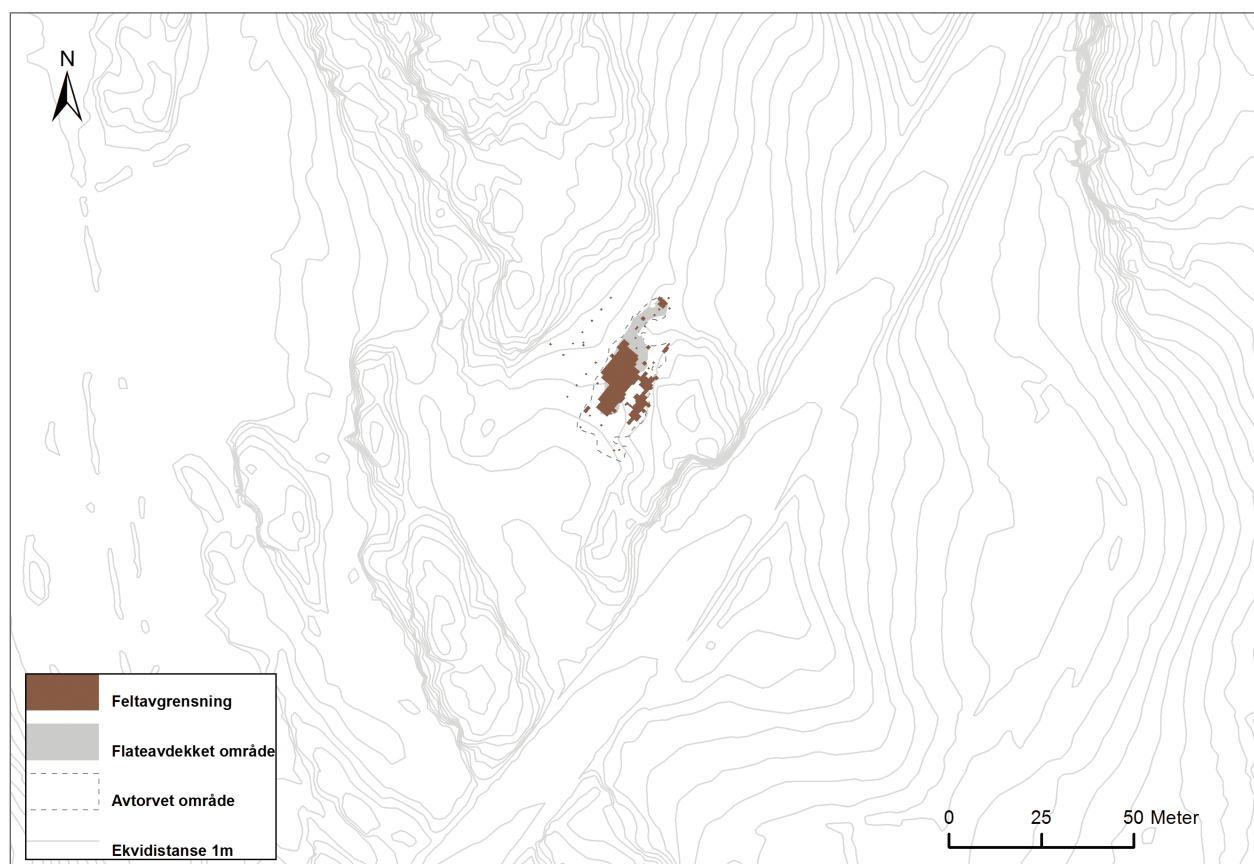 N
Feltavgrensning
Flateavdekket område
Avtorvet område
Ekvidistanse 1m
0 25 50 Meter